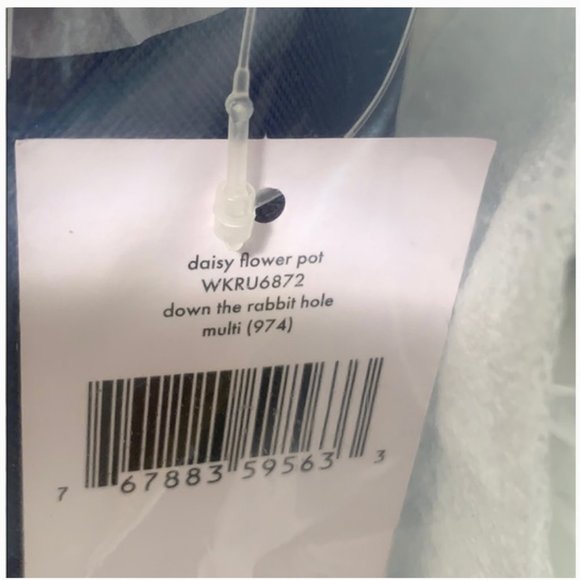 daisy flower pot
WKRU6872
down the rabbit hole
multi (974)
7 67883 59563 3